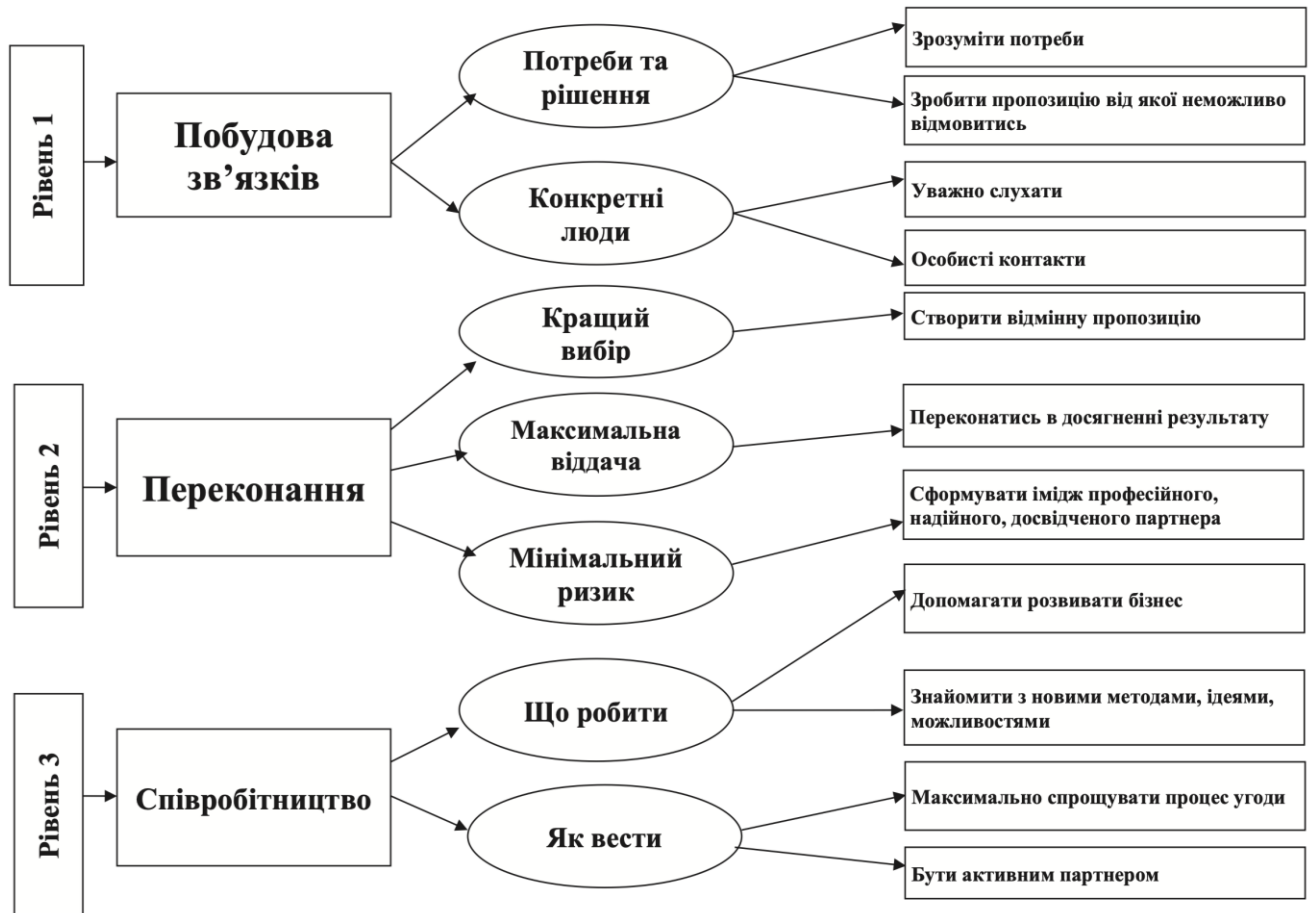 Рівень 1
Побудова
зв’язків
Потреби та
рішення
Зрозуміти потреби
Зробити пропозицію від якої неможливо
відмовитись
Конкретні
люди
Уважно слухати
Особисті контакти
Рівень 2
Переконання
Кращий
вибір
Створити відмінну пропозицію
Максимальна
віддача
Переконатись в досягненні результату
Мінімальний
ризик
Сформувати імідж професійного,
надійного, досвідченого партнера
Рівень 3
Співробітництво
Що робити
Допомагати розвивати бізнес
Знайомити з новими методами, ідеями,
можливостями
Як вести
Максимально спрощувати процес угоди
Бути активним партнером